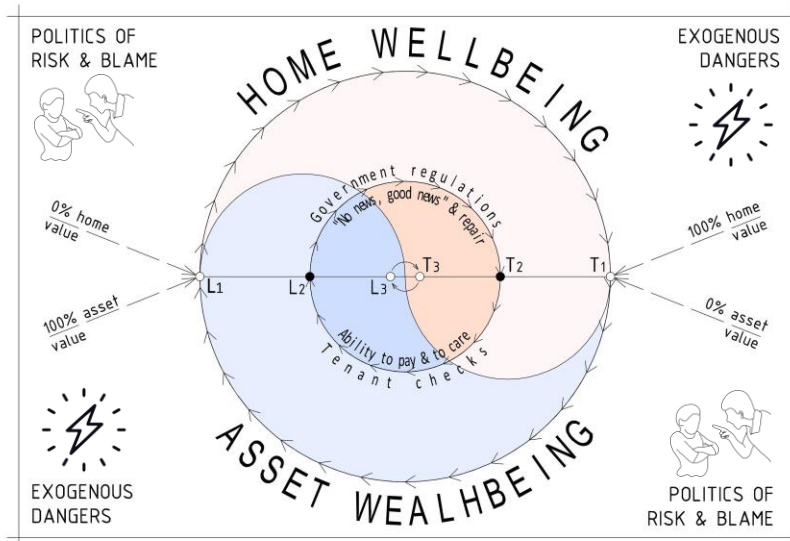 POLITICS OF
RISK & BLAME
HOME WELLBEING
EXOGENOUS
DANGERS
Government regulations
"No news, good news" & repair
0% home
value
100% home
value
L1
L2
L3
T3
T2
T1
100% asset
value
0% asset
value
Ability to pay & to care
Tenant checks
ASSET WEALHBEING
EXOGENOUS
DANGERS
POLITICS OF
RISK & BLAME